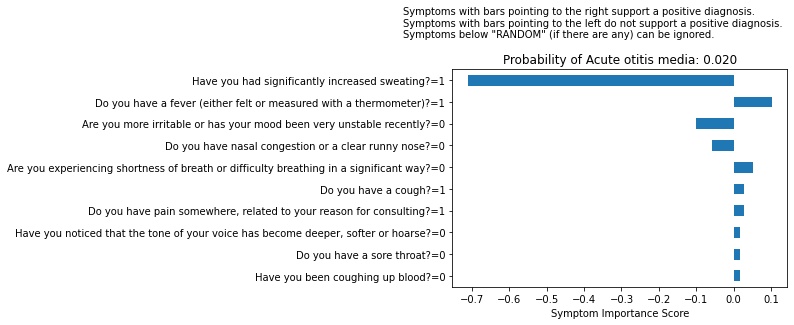 Symptoms with bars pointing to the right support a positive diagnosis.
Symptoms with bars pointing to the left do not support a positive diagnosis.
Symptoms below "RANDOM" (if there are any) can be ignored.
Probability of Acute otitis media: 0.020
Have you had significantly increased sweating?=1
Do you have a fever (either felt or measured with a thermometer)?=1
Are you more irritable or has your mood been very unstable recently?=0
Do you have nasal congestion or a clear runny nose?=0
Are you experiencing shortness of breath or difficulty breathing in a significant way?=0
Do you have a cough?=1
Do you have pain somewhere, related to your reason for consulting?=1
Have you noticed that the tone of your voice has become deeper, softer or hoarse?=0
Do you have a sore throat?=0
Have you been coughing up blood?=0
−0.7 −0.6 −0.5 −0.4 −0.3 −0.2 −0.1 0.0 0.1
Symptom Importance Score